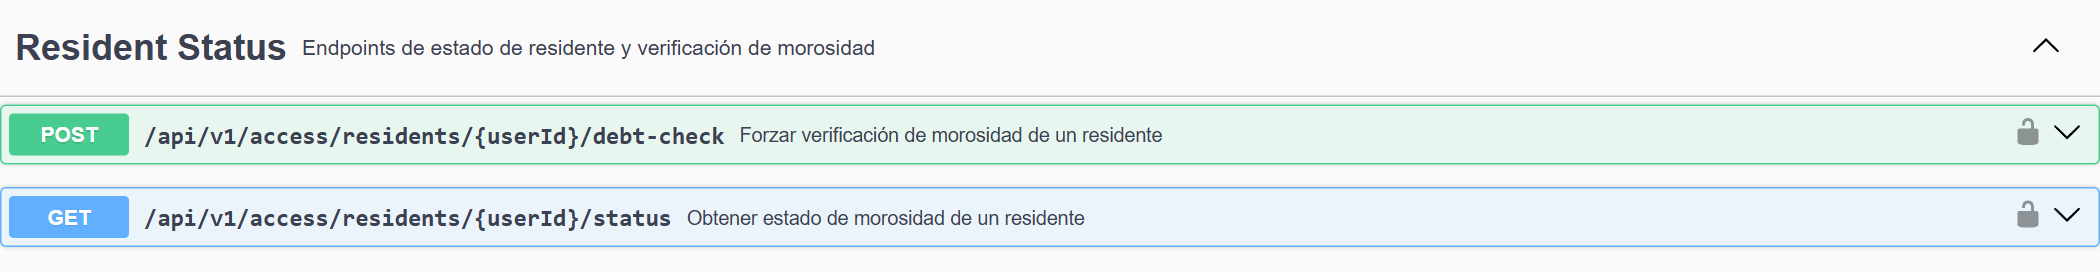 Resident Status Endpoints de estado de residente y verificación de morosidad
POST /api/v1/access/residents/{userId}/debt-check Forzar verificación de morosidad de un residente
GET /api/v1/access/residents/{userId}/status Obtener estado de morosidad de un residente